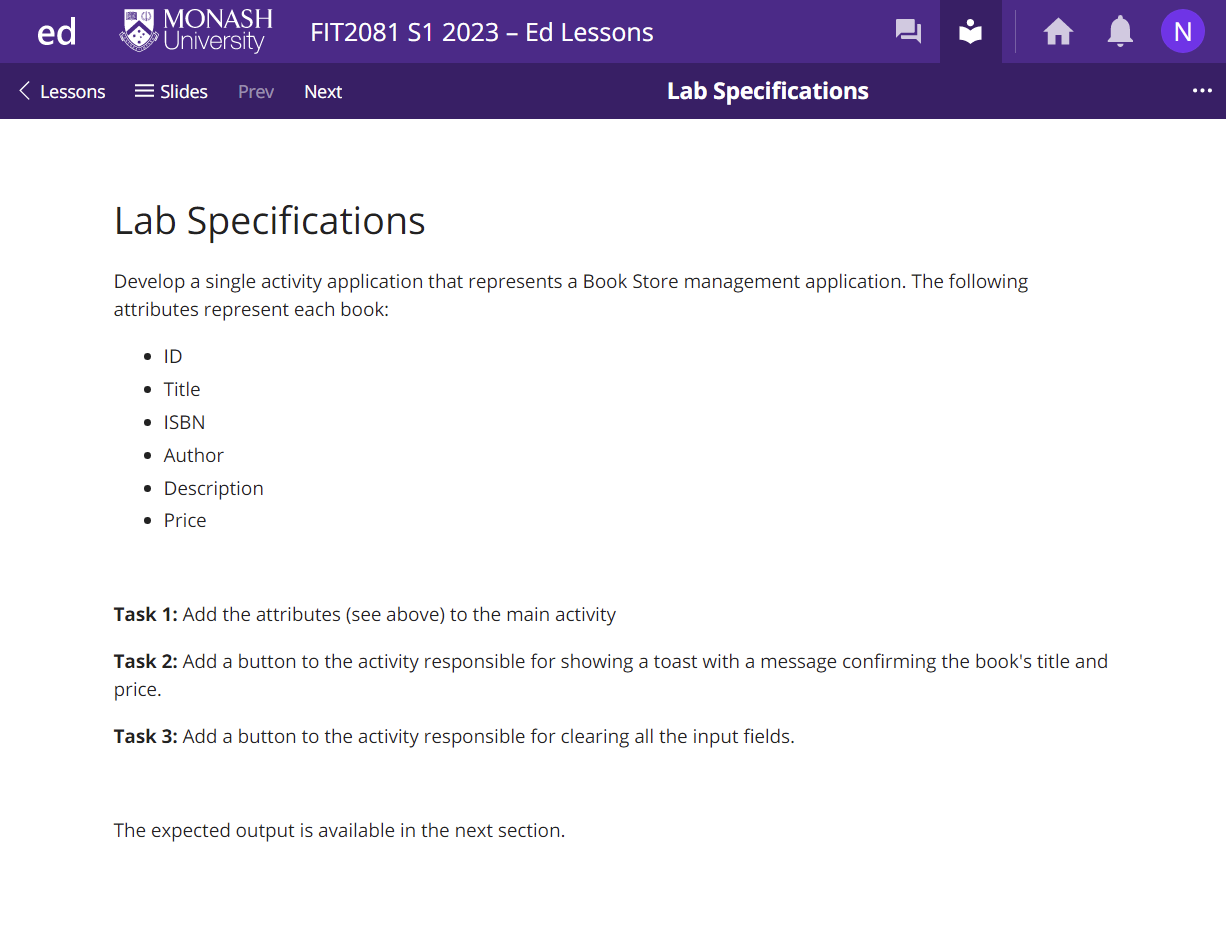 ed
MONASH
University
FIT2081 S1 2023 – Ed Lessons
N
Lessons
Slides
Prev
Next
Lab Specifications
Lab Specifications
Develop a single activity application that represents a Book Store management application. The following
attributes represent each book:
ID
Title
ISBN
Author
Description
Price
Task 1: Add the attributes (see above) to the main activity
Task 2: Add a button to the activity responsible for showing a toast with a message confirming the book's title and
price.
Task 3: Add a button to the activity responsible for clearing all the input fields.
The expected output is available in the next section.